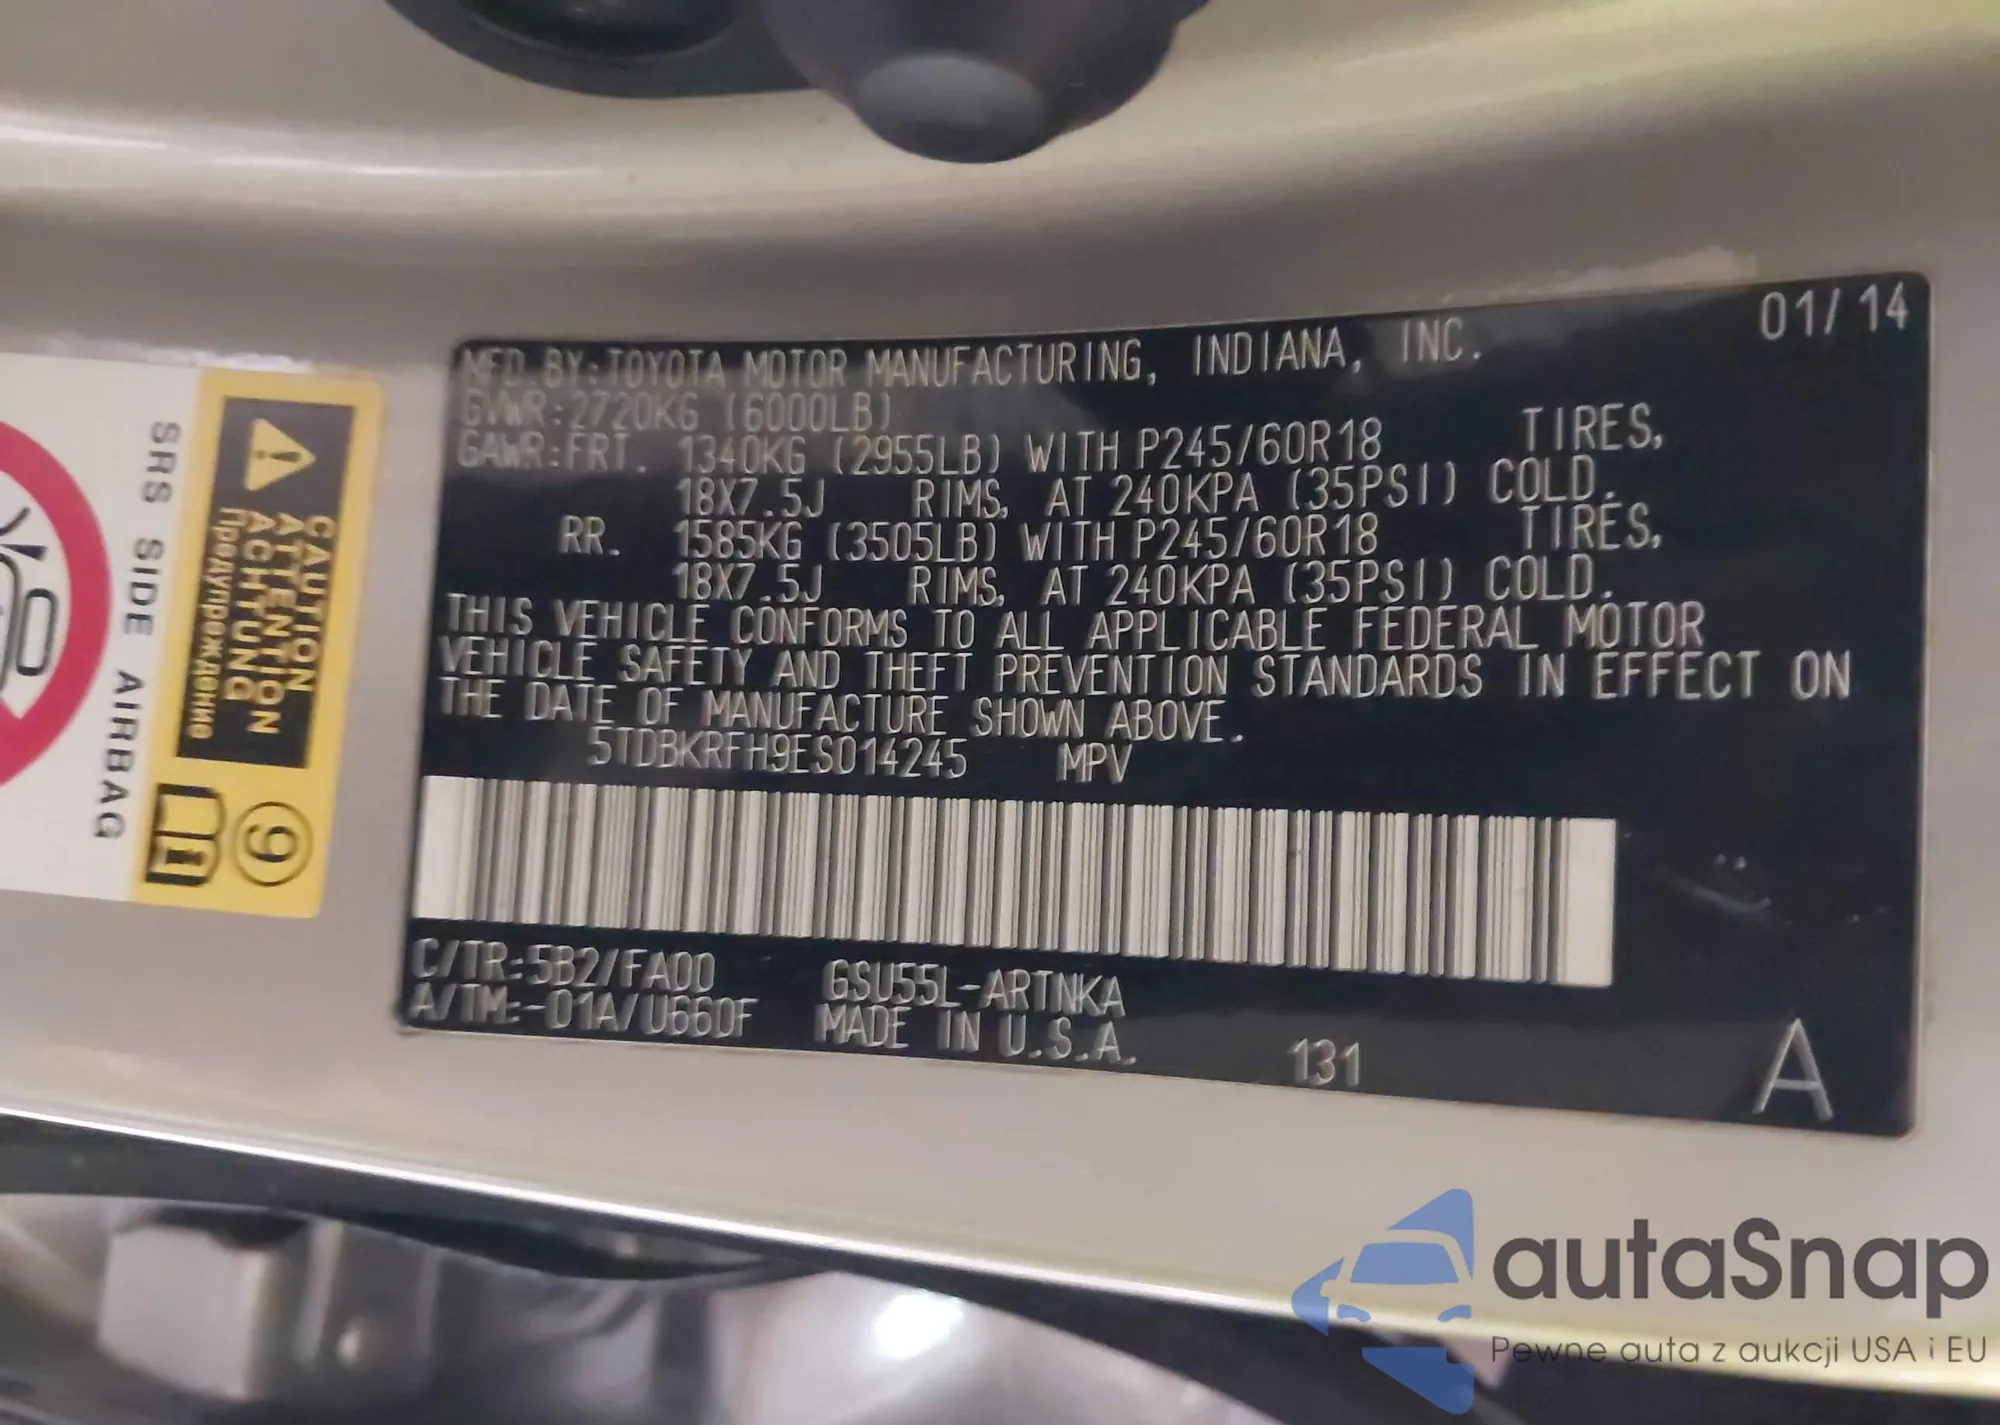 01/14
MFD.BY:TOYOTA MOTOR MANUFACTURING, INDIANA, INC.
GVWR:2720KG (6000LB)
GAWR:FRT. 1340KG (2955LB) WITH P245/60R18 TIRES,
18X7.5J RIMS, AT 240KPA (35PSI) COLD.
RR. 1585KG (3505LB) WITH P245/60R18 TIRES,
18X7.5J RIMS, AT 240KPA (35PSI) COLD.
THIS VEHICLE CONFORMS TO ALL APPLICABLE FEDERAL MOTOR
VEHICLE SAFETY AND THEFT PREVENTION STANDARDS IN EFFECT ON
THE DATE OF MANUFACTURE SHOWN ABOVE.
5TDBKRFH9ES014245 MPV
C/TR:5B2/FA00 GSU55L-ARTNKA
A/TM:-01A/U660F MADE IN U.S.A. 131 A
CAUTION
ATTENTION
ACHTUNG
Предупреждение
9
SRS SIDE AIRBAG
autaSnap
Pewne auta z aukcji USA i EU